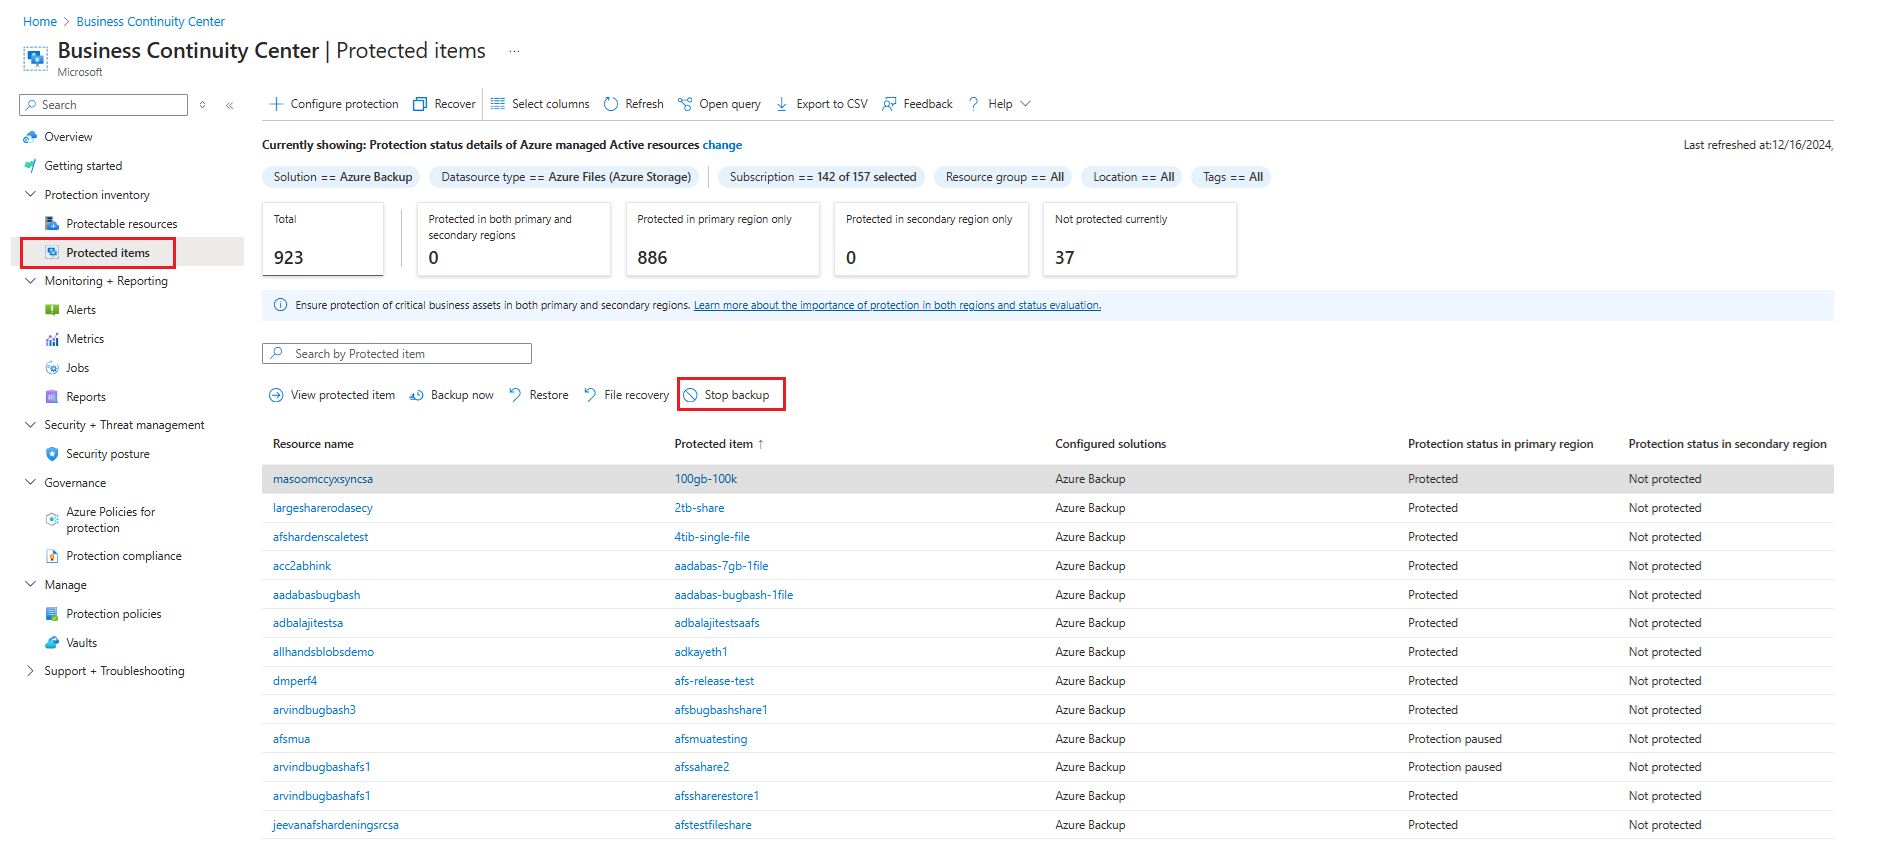 Home > Business Continuity Center
Business Continuity Center | Protected items ...
Microsoft
Search
Configure protection Recover Select columns Refresh Open query Export to CSV Feedback Help
Overview
Getting started
Protection inventory
Protectable resources
Protected items
Monitoring + Reporting
Alerts
Metrics
Jobs
Reports
Security + Threat management
Security posture
Governance
Azure Policies for
protection
Protection compliance
Manage
Protection policies
Vaults
Support + Troubleshooting
Currently showing: Protection status details of Azure managed Active resources change
Last refreshed at:12/16/2024,
Solution == Azure Backup Datasource type == Azure Files (Azure Storage) Subscription == 142 of 157 selected Resource group == All Location == All Tags == All
Total
923
Protected in both primary and
secondary regions
0
Protected in primary region only
886
Protected in secondary region only
0
Not protected currently
37
Ensure protection of critical business assets in both primary and secondary regions. Learn more about the importance of protection in both regions and status evaluation.
Search by Protected item
View protected item Backup now Restore File recovery Stop backup
Resource name Protected item ↑ Configured solutions Protection status in primary region Protection status in secondary region
masoomccyxsyncsa 100gb-100k Azure Backup Protected Not protected
largesharerodasecy 2tb-share Azure Backup Protected Not protected
afshardenscaletest 4tib-single-file Azure Backup Protected Not protected
acc2abhink aadabas-7gb-1file Azure Backup Protected Not protected
aadabasbugbash aadabas-bugbash-1file Azure Backup Protected Not protected
adbalajitestsa adbalajitestsaafs Azure Backup Protected Not protected
allhandsblobsdemo adkayeth1 Azure Backup Protected Not protected
dmperf4 afs-release-test Azure Backup Protected Not protected
arvindbugbash3 afsbugbashshare1 Azure Backup Protected Not protected
afsmua afsmuatesting Azure Backup Protection paused Not protected
arvindbugbashafs1 afssahare2 Azure Backup Protection paused Not protected
arvindbugbashafs1 afssharerestore1 Azure Backup Protected Not protected
jeevanafshardeningsrcsa afstestfileshare Azure Backup Protected Not protected